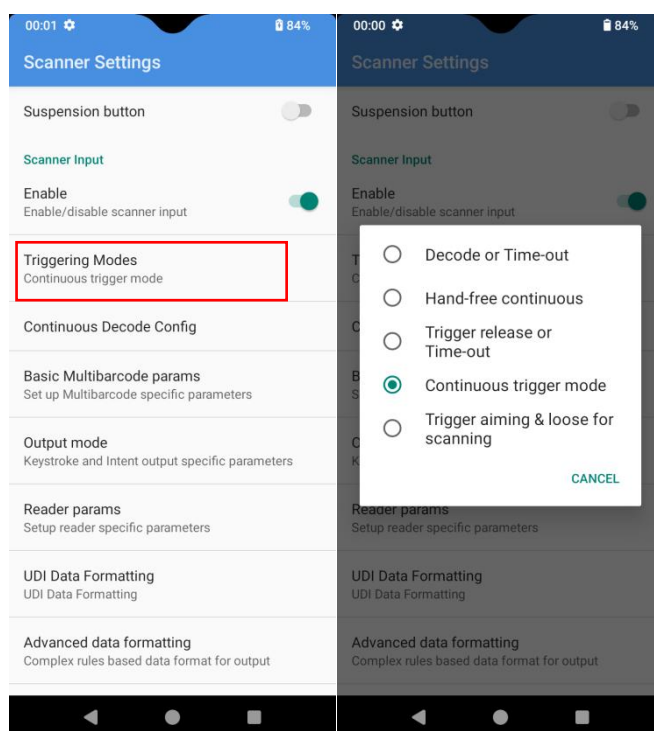 00:01
84%
Scanner Settings
Suspension button
Scanner Input
Enable
Enable/disable scanner input
Triggering Modes
Continuous trigger mode
Continuous Decode Config
Basic Multibarcode params
Set up Multibarcode specific parameters
Output mode
Keystroke and Intent output specific parameters
Reader params
Setup reader specific parameters
UDI Data Formatting
UDI Data Formatting
Advanced data formatting
Complex rules based data format for output
00:00
84%
Scanner Settings
Suspension button
Scanner Input
Enable
Enable/disable scanner input
Decode or Time-out
Hand-free continuous
Trigger release or
Time-out
Continuous trigger mode
Trigger aiming & loose for
scanning
CANCEL
Reader params
Setup reader specific parameters
UDI Data Formatting
UDI Data Formatting
Advanced data formatting
Complex rules based data format for output